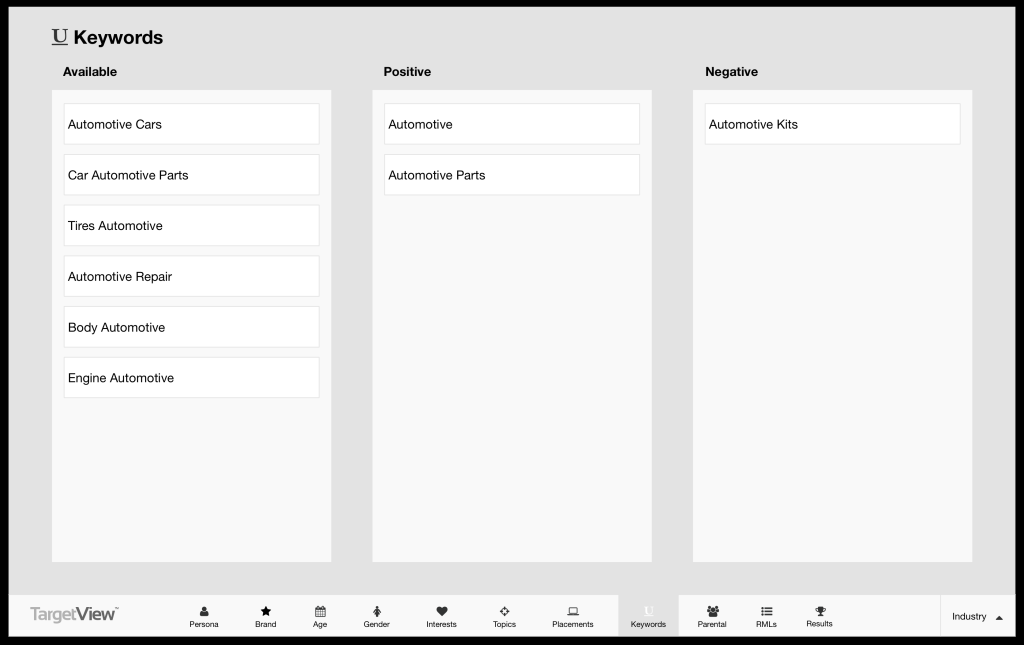 U Keywords
Available
Positive
Negative
Automotive Cars
Car Automotive Parts
Tires Automotive
Automotive Repair
Body Automotive
Engine Automotive
Automotive
Automotive Parts
Automotive Kits
TargetView™
Persona
Brand
Age
Gender
Interests
Topics
Placements
U
Keywords
Parental
RMLs
Results
Industry